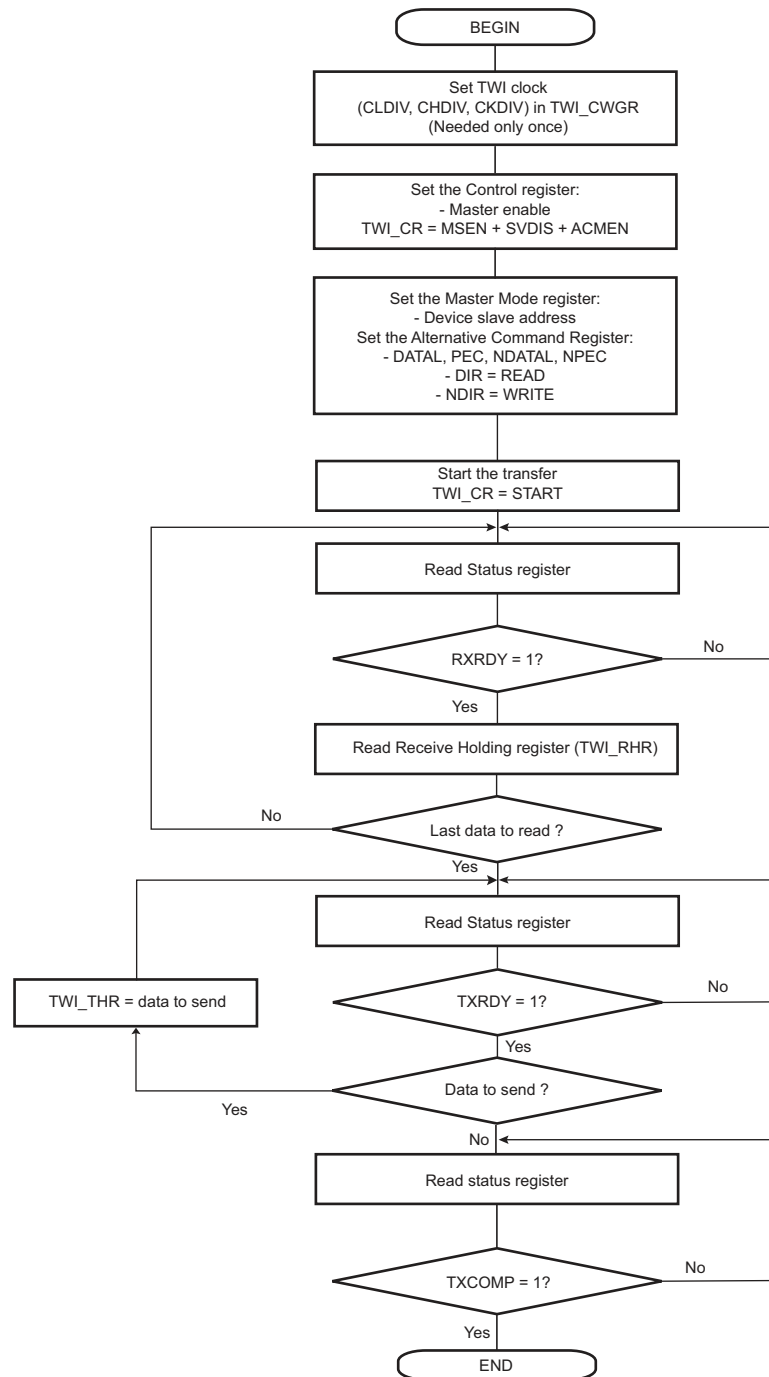 BEGIN
Set TWI clock
(CLDIV, CHDIV, CKDIV) in TWI_CWGR
(Needed only once)
Set the Control register:
- Master enable
TWI_CR = MSEN + SVDIS + ACMEN
Set the Master Mode register:
- Device slave address
Set the Alternative Command Register:
- DATAL, PEC, NDATAL, NPEC
- DIR = READ
- NDIR = WRITE
Start the transfer
TWI_CR = START
Read Status register
RXRDY = 1?
No
Yes
Read Receive Holding register (TWI_RHR)
No
Last data to read ?
Yes
Read Status register
TWI_THR = data to send
TXRDY = 1?
No
Yes
Data to send ?
Yes
No
Read status register
TXCOMP = 1?
No
Yes
END